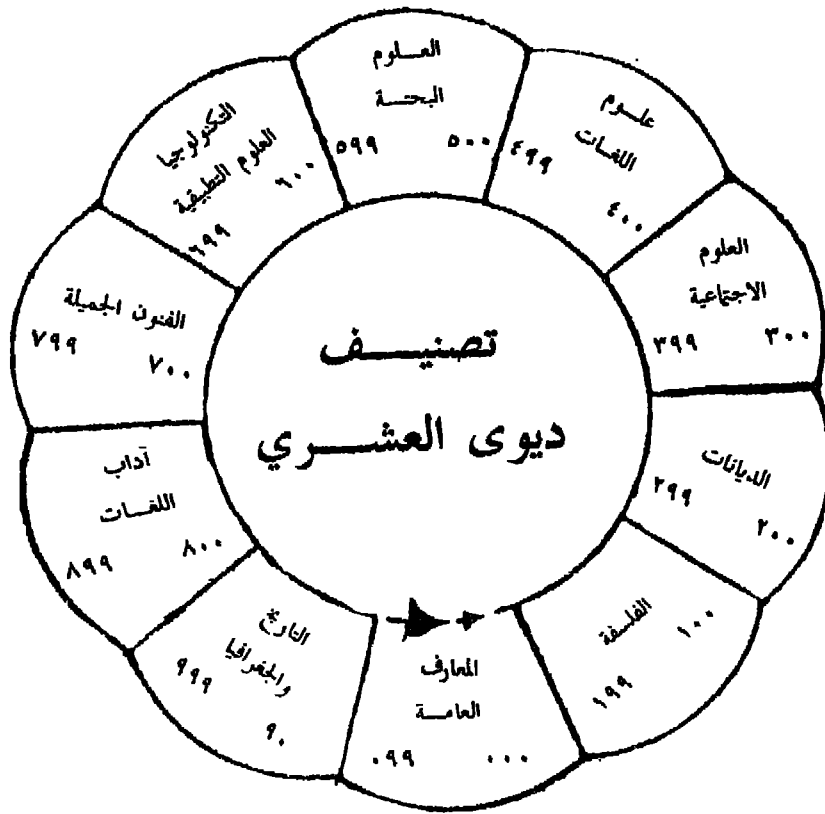 تصنيف
ديوى العشري
المعارف
العامة
٠٠٠
٠٩٩
الفلسفة
١٠٠
١٩٩
الديانات
٢٠٠
٢٩٩
العلوم
الاجتماعية
٣٠٠
٣٩٩
علوم
اللغات
٤٠٠
٤٩٩
العلوم
البحتة
٥٠٠
٥٩٩
التكنولوجيا
العلوم التطبيقية
٦٠٠
٦٩٩
الفنون الجميلة
٧٠٠
٧٩٩
آداب
اللغات
٨٠٠
٨٩٩
التاريخ
والجغرافيا
٩٠
٩٩٩